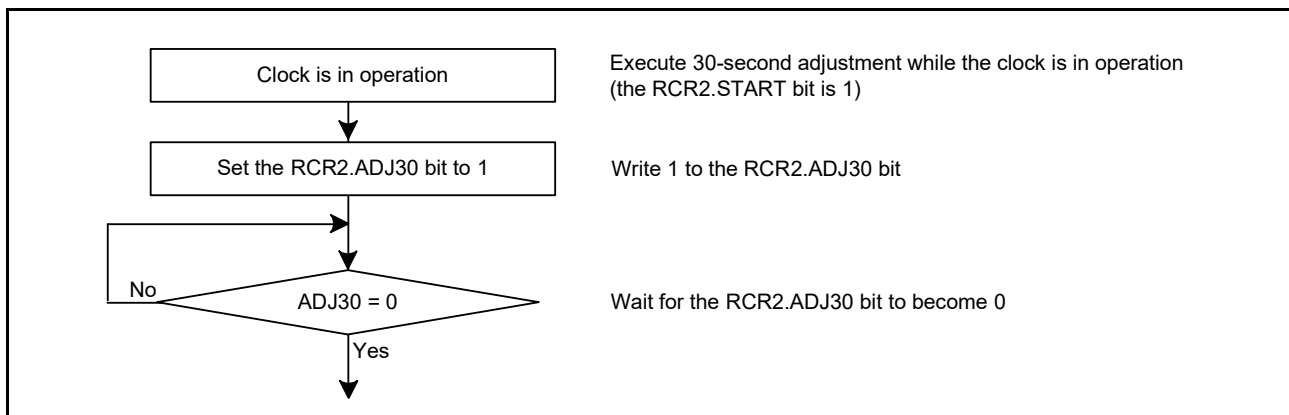 Clock is in operation
Execute 30-second adjustment while the clock is in operation
(the RCR2.START bit is 1)
Set the RCR2.ADJ30 bit to 1
Write 1 to the RCR2.ADJ30 bit
No
ADJ30 = 0
Wait for the RCR2.ADJ30 bit to become 0
Yes